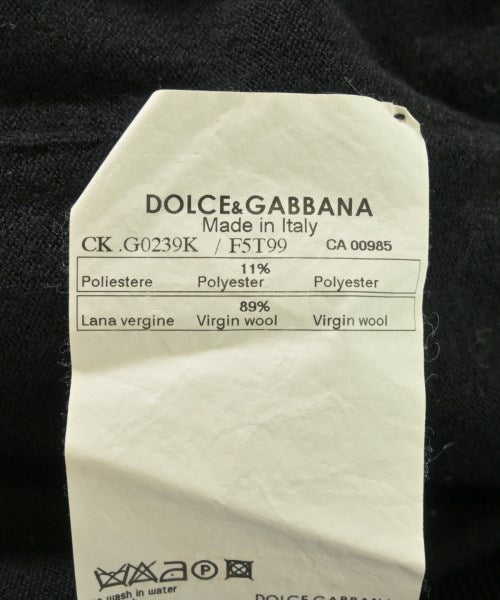 DOLCE&GABBANA
Made in Italy
CK .G0239K / F5T99 CA 00985
11%
Poliestere Polyester Polyester
89%
Lana vergine Virgin wool Virgin wool
wash in water
DOLCE&GABBANA